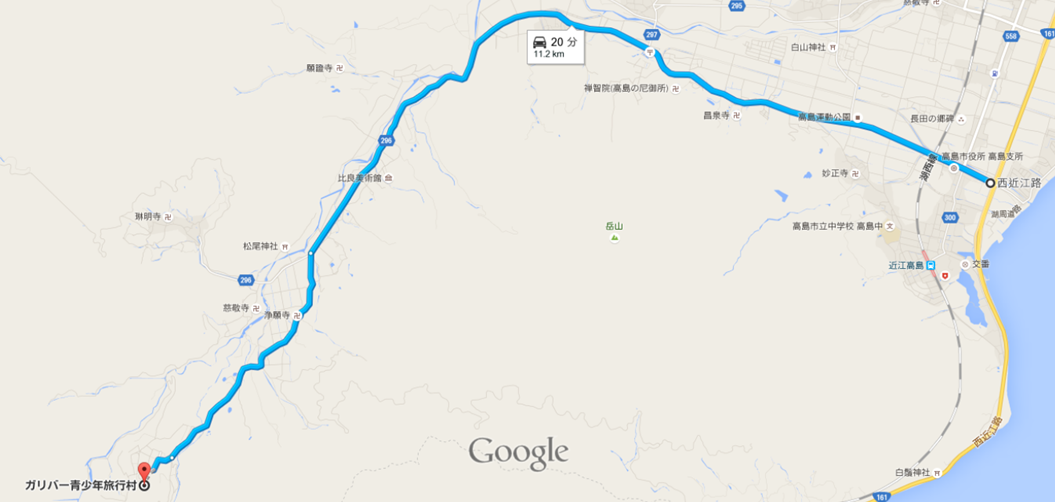 慈敬寺
295
161
558
297
白山神社
20 分
11.2 km
願證寺
禅智院(高島の尼御所)
昌泉寺
高島運動公園
長田の郷碑
296
湖西線
高島市役所 高島支所
比良美術館
妙正寺
西近江路
琳明寺
300
湖周道路
高島市立中学校 高島中
岳山
松尾神社
近江高島
交番
296
慈敬寺
浄願寺
西近江路
Google
白鬚神社
ガリバー青少年旅行村
161